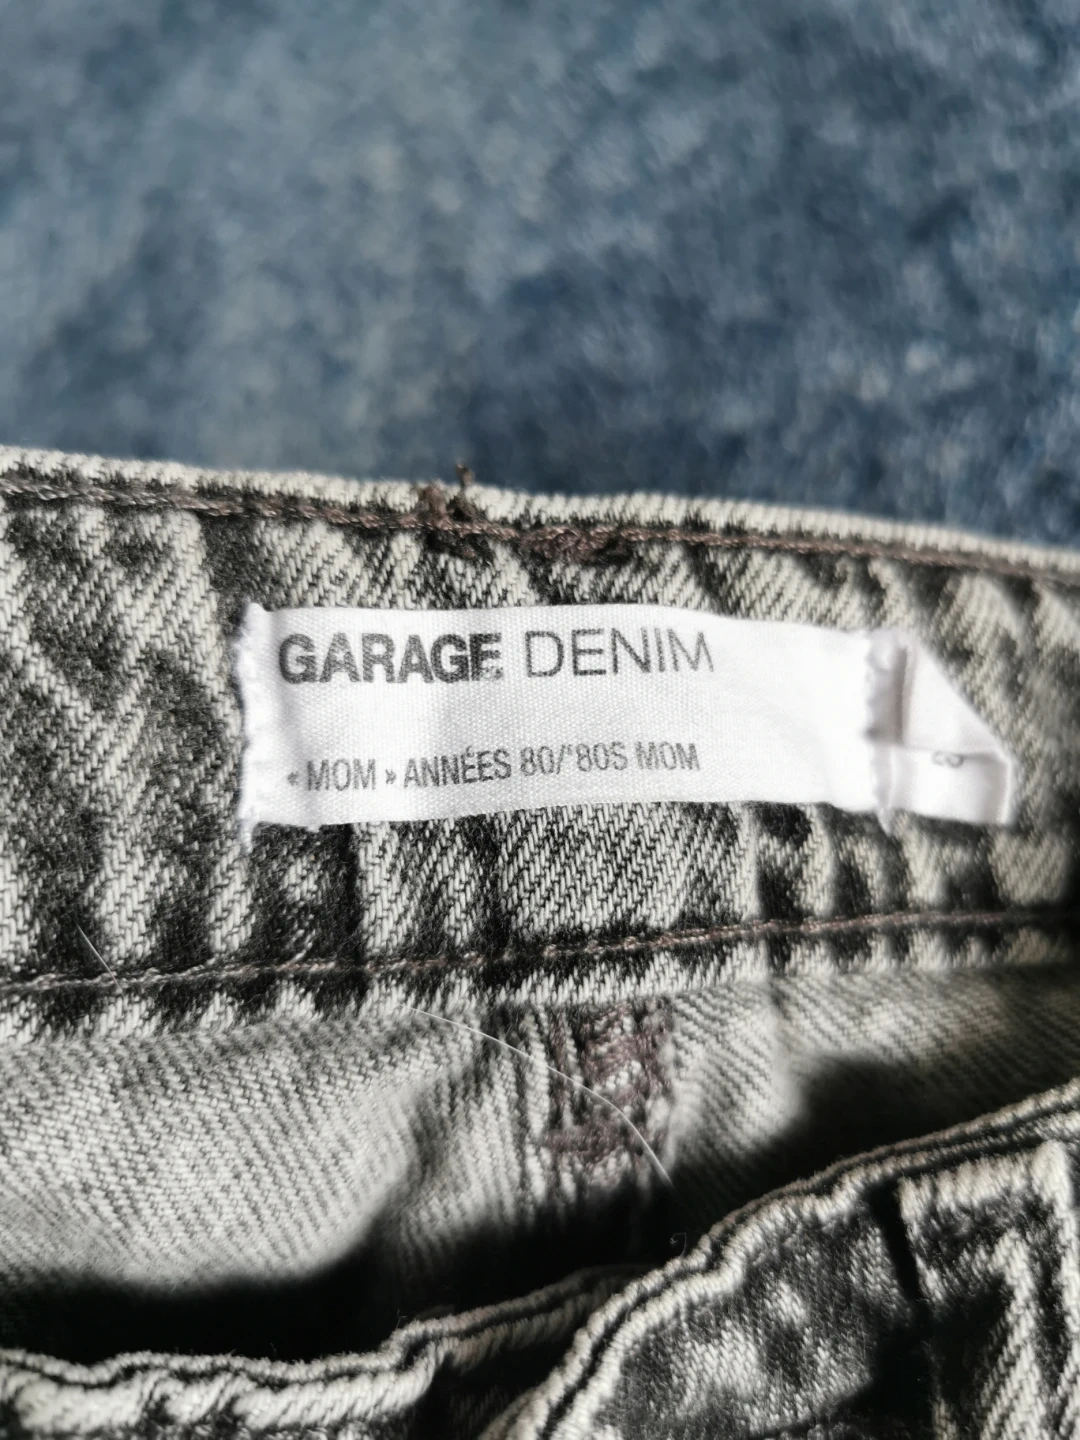 GARAGE DENIM
« MOM » ANNÉES 80/'80S MOM